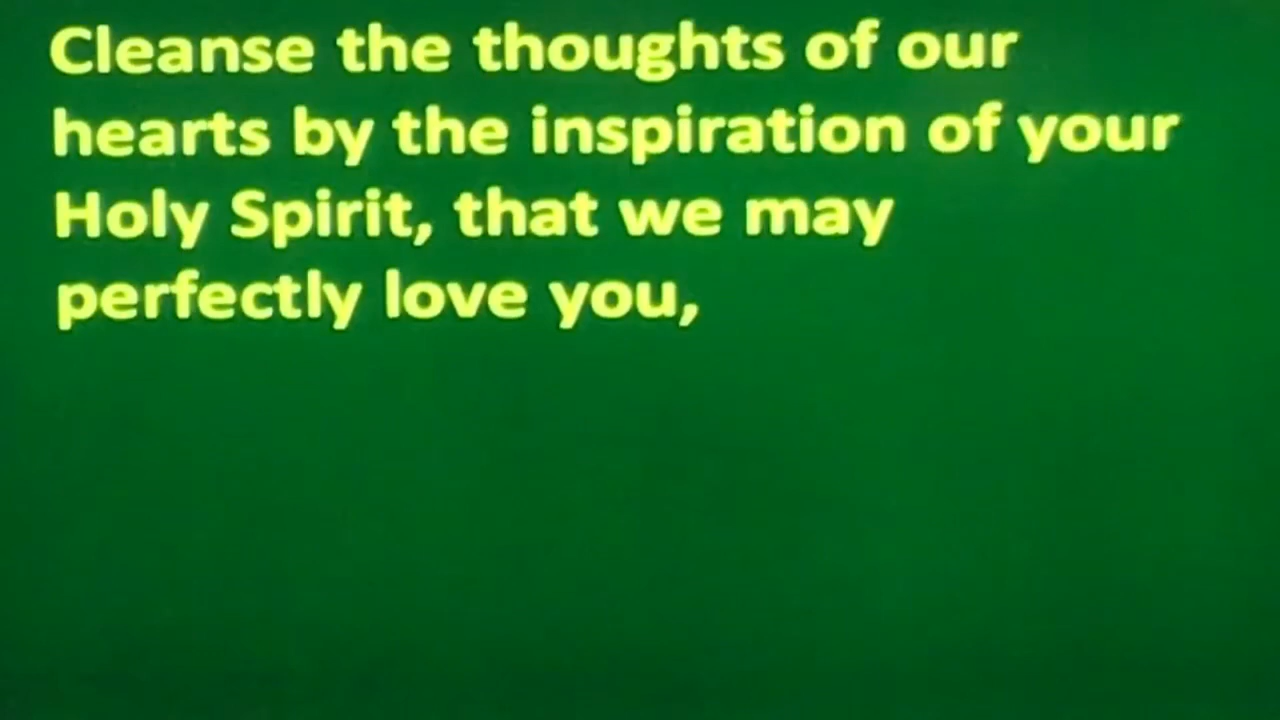 Cleanse the thoughts of our
hearts by the inspiration of your
Holy Spirit, that we may
perfectly love you,